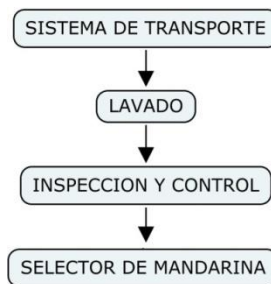 SISTEMA DE TRANSPORTE
LAVADO
INSPECCION Y CONTROL
SELECTOR DE MANDARINA